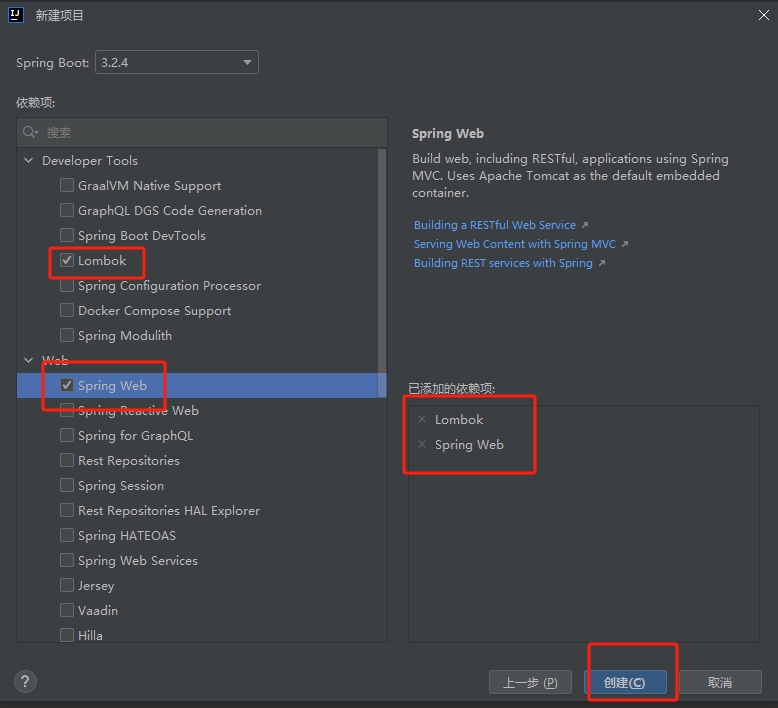 IJ 新建项目
Spring Boot: 3.2.4
依赖项:
搜索
Developer Tools
GraalVM Native Support
GraphQL DGS Code Generation
Spring Boot DevTools
Lombok
Spring Configuration Processor
Docker Compose Support
Spring Modulith
Web
Spring Web
Spring Reactive Web
Spring for GraphQL
Rest Repositories
Spring Session
Rest Repositories HAL Explorer
Spring HATEOAS
Spring Web Services
Jersey
Vaadin
Hilla
Spring Web
Build web, including RESTful, applications using Spring
MVC. Uses Apache Tomcat as the default embedded
container.
Building a RESTful Web Service ↗
Serving Web Content with Spring MVC ↗
Building REST services with Spring ↗
已添加的依赖项:
× Lombok
× Spring Web
? 上一步 (P) 创建(C) 取消